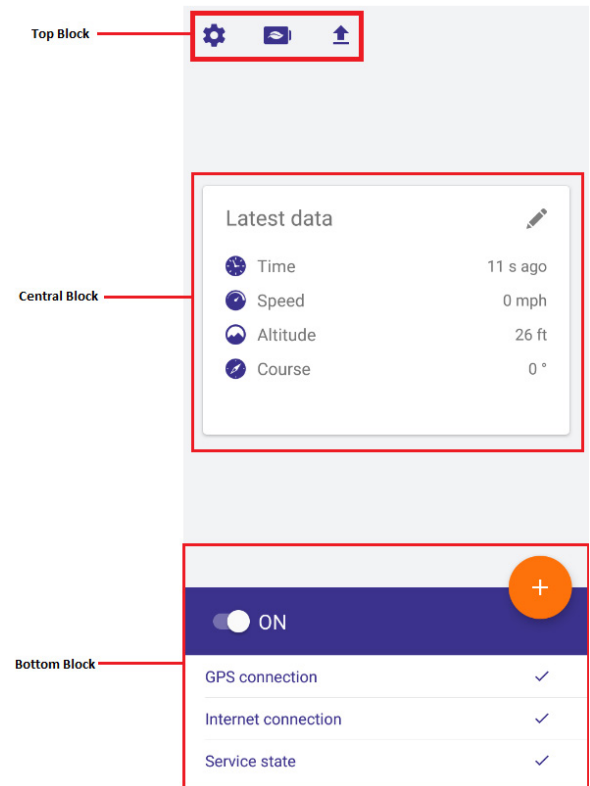 Top Block
Latest data
Time 11 s ago
Central Block
Speed 0 mph
Altitude 26 ft
Course 0 °
+
ON
Bottom Block
GPS connection
Internet connection
Service state